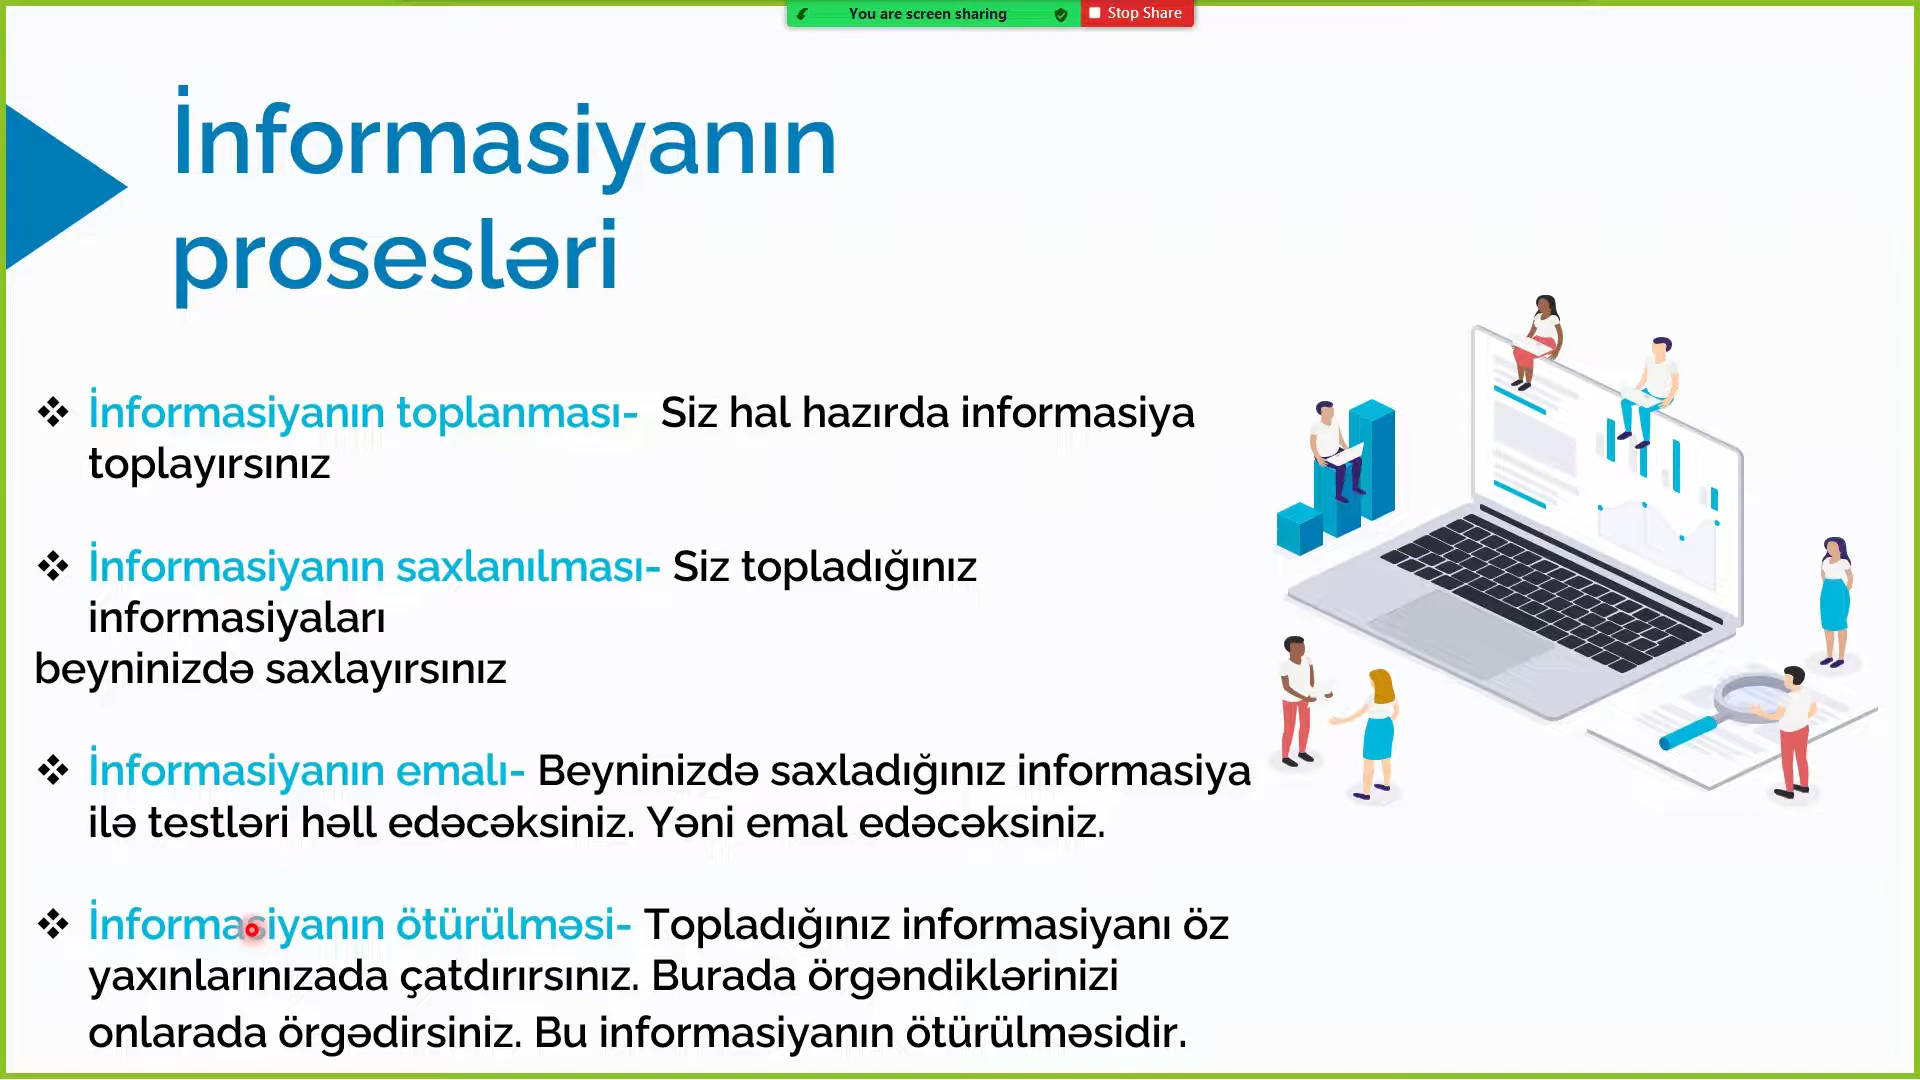 You are screen sharing
Stop Share
İnformasiyanın
prosesləri
❖ İnformasiyanın toplanması- Siz hal hazırda informasiya
toplayırsınız
❖ İnformasiyanın saxlanılması- Siz topladığınız
informasiyaları
beyninizdə saxlayırsınız
❖ İnformasiyanın emalı- Beyninizdə saxladığınız informasiya
ilə testləri həll edəcəksiniz. Yəni emal edəcəksiniz.
❖ İnformasiyanın ötürülməsi- Topladığınız informasiyanı öz
yaxınlarınızada çatdırırsınız. Burada örgəndiklərinizi
onlarada örgədirsiniz. Bu informasiyanın ötürülməsidir.